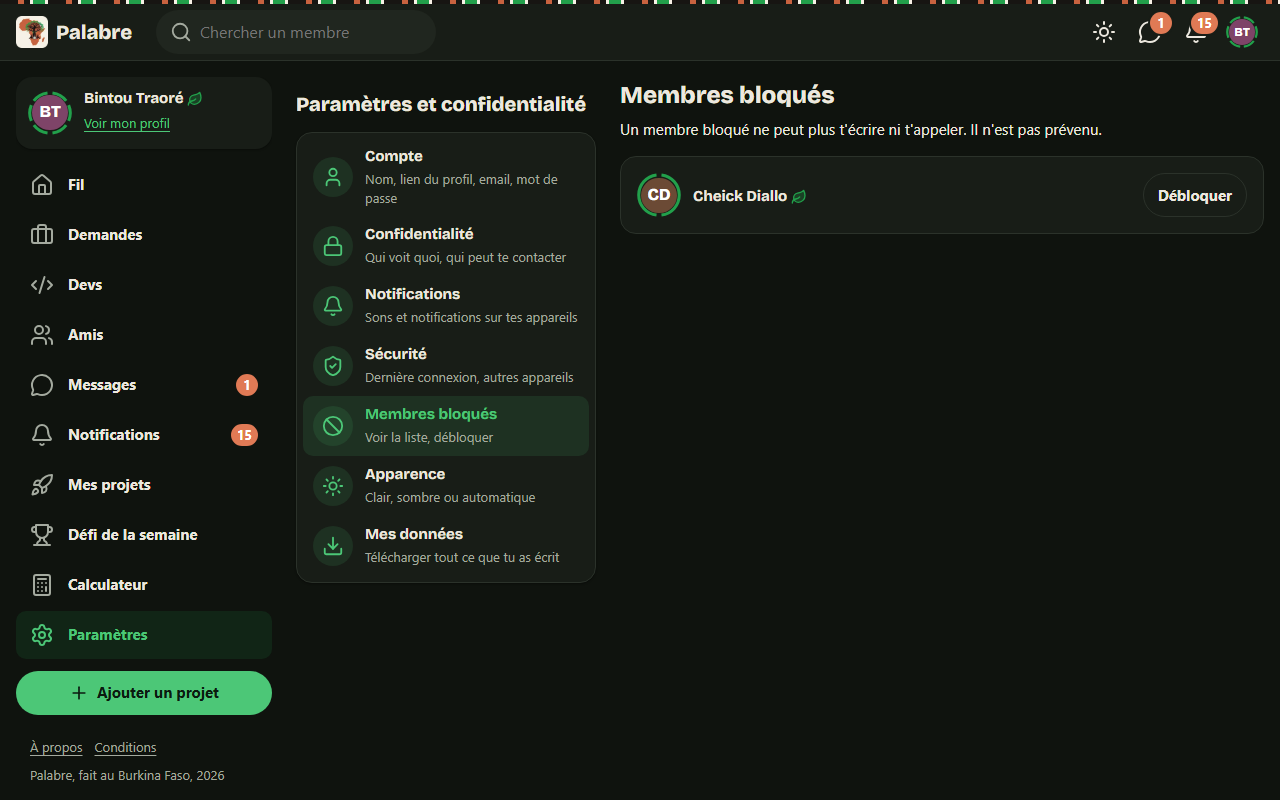 Palabre
Chercher un membre
1
15
BT
BT
Bintou Traoré
Voir mon profil
Fil
Demandes
Devs
Amis
Messages
1
Notifications
15
Mes projets
Défi de la semaine
Calculateur
Paramètres
Ajouter un projet
À propos
Conditions
Palabre, fait au Burkina Faso, 2026
Paramètres et confidentialité
Compte
Nom, lien du profil, email, mot de
passe
Confidentialité
Qui voit quoi, qui peut te contacter
Notifications
Sons et notifications sur tes appareils
Sécurité
Dernière connexion, autres appareils
Membres bloqués
Voir la liste, débloquer
Apparence
Clair, sombre ou automatique
Mes données
Télécharger tout ce que tu as écrit
Membres bloqués
Un membre bloqué ne peut plus t'écrire ni t'appeler. Il n'est pas prévenu.
CD
Cheick Diallo
Débloquer